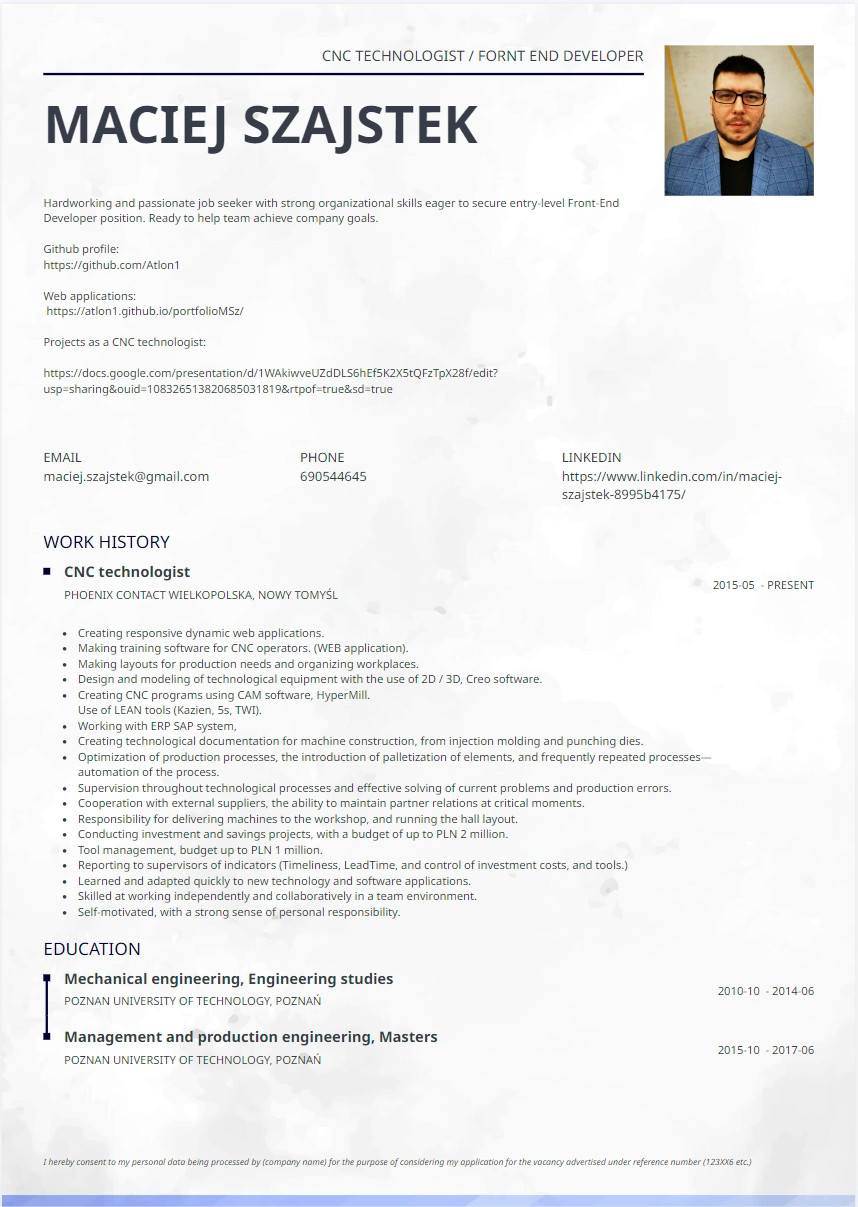 CNC TECHNOLOGIST / FORNT END DEVELOPER
MACIEJ SZAJSTEK
Hardworking and passionate job seeker with strong organizational skills eager to secure entry-level Front-End
Developer position. Ready to help team achieve company goals.
Github profile:
https://github.com/Atlon1
Web applications:
https://atlon1.github.io/portfolioMSz/
Projects as a CNC technologist:
https://docs.google.com/presentation/d/1WAkiwveUZdDLS6hEf5K2X5tQFzTpX28f/edit?
usp=sharing&ouid=108326513820685031819&rtpof=true&sd=true
EMAIL
maciej.szajstek@gmail.com
PHONE
690544645
LINKEDIN
https://www.linkedin.com/in/maciej-
szajstek-8995b4175/
WORK HISTORY
CNC technologist
PHOENIX CONTACT WIELKOPOLSKA, NOWY TOMYŚL
2015-05 - PRESENT
• Creating responsive dynamic web applications.
• Making training software for CNC operators. (WEB application).
• Making layouts for production needs and organizing workplaces.
• Design and modeling of technological equipment with the use of 2D / 3D, Creo software.
• Creating CNC programs using CAM software, HyperMill.
Use of LEAN tools (Kazien, 5s, TWI).
• Working with ERP SAP system,
• Creating technological documentation for machine construction, from injection molding and punching dies.
• Optimization of production processes, the introduction of palletization of elements, and frequently repeated processes—
automation of the process.
• Supervision throughout technological processes and effective solving of current problems and production errors.
• Cooperation with external suppliers, the ability to maintain partner relations at critical moments.
• Responsibility for delivering machines to the workshop, and running the hall layout.
• Conducting investment and savings projects, with a budget of up to PLN 2 million.
• Tool management, budget up to PLN 1 million.
• Reporting to supervisors of indicators (Timeliness, LeadTime, and control of investment costs, and tools.)
• Learned and adapted quickly to new technology and software applications.
• Skilled at working independently and collaboratively in a team environment.
• Self-motivated, with a strong sense of personal responsibility.
EDUCATION
Mechanical engineering, Engineering studies
POZNAN UNIVERSITY OF TECHNOLOGY, POZNAŃ
2010-10 - 2014-06
Management and production engineering, Masters
POZNAN UNIVERSITY OF TECHNOLOGY, POZNAŃ
2015-10 - 2017-06
I hereby consent to my personal data being processed by (company name) for the purpose of considering my application for the vacancy advertised under reference number (123XX6 etc.)